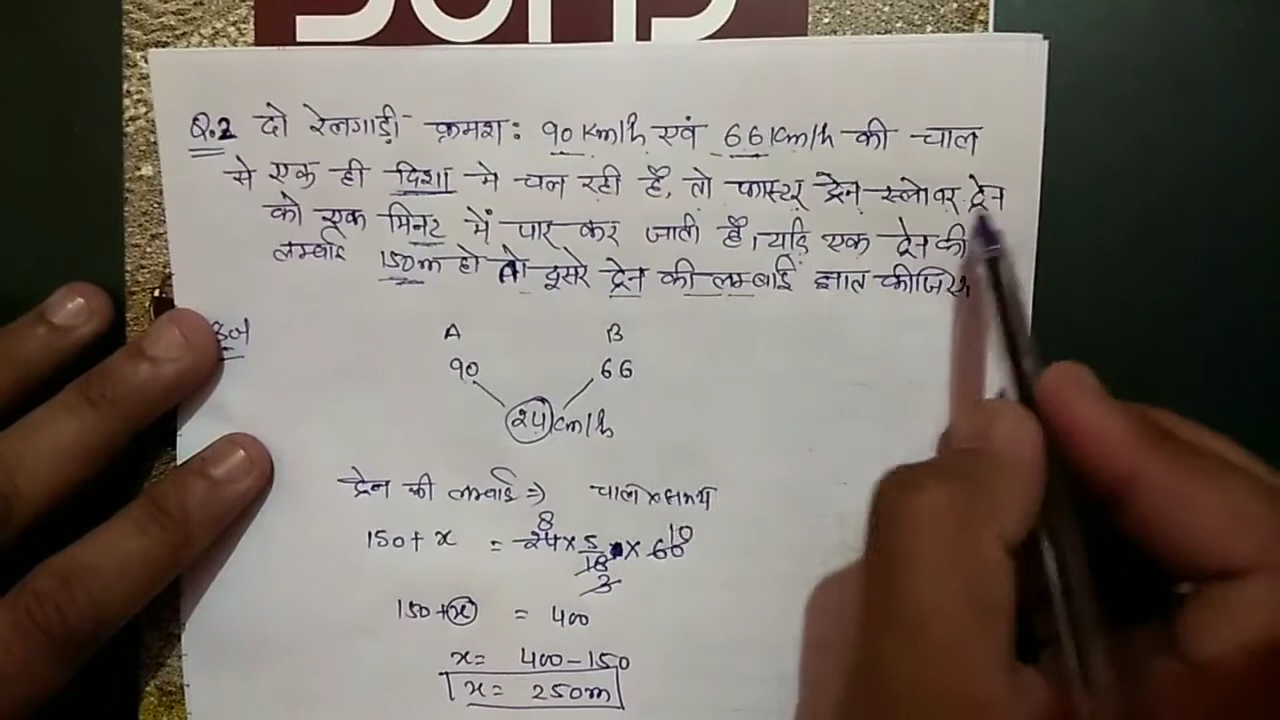 Q.2 दो रेलगाड़ी क्रमश: 90 Km/h एवं 66 Km/h की चाल
से एक ही दिशा मे चल रही है, तो फास्टर ट्रेन स्लोवर ट्रेन
को एक मिनट में पार कर जाती है। यदि एक ट्रेन की
लम्बाई 150m हो तो दूसरे ट्रेन की लम्बाई ज्ञात कीजिए
Sol
A B
90 66
24 km/h
ट्रेन की लम्बाई => चाल × समय
8 10
150 + x = 24 × 5/18 × 60
3
150 + x = 400
x = 400 - 150
x = 250m